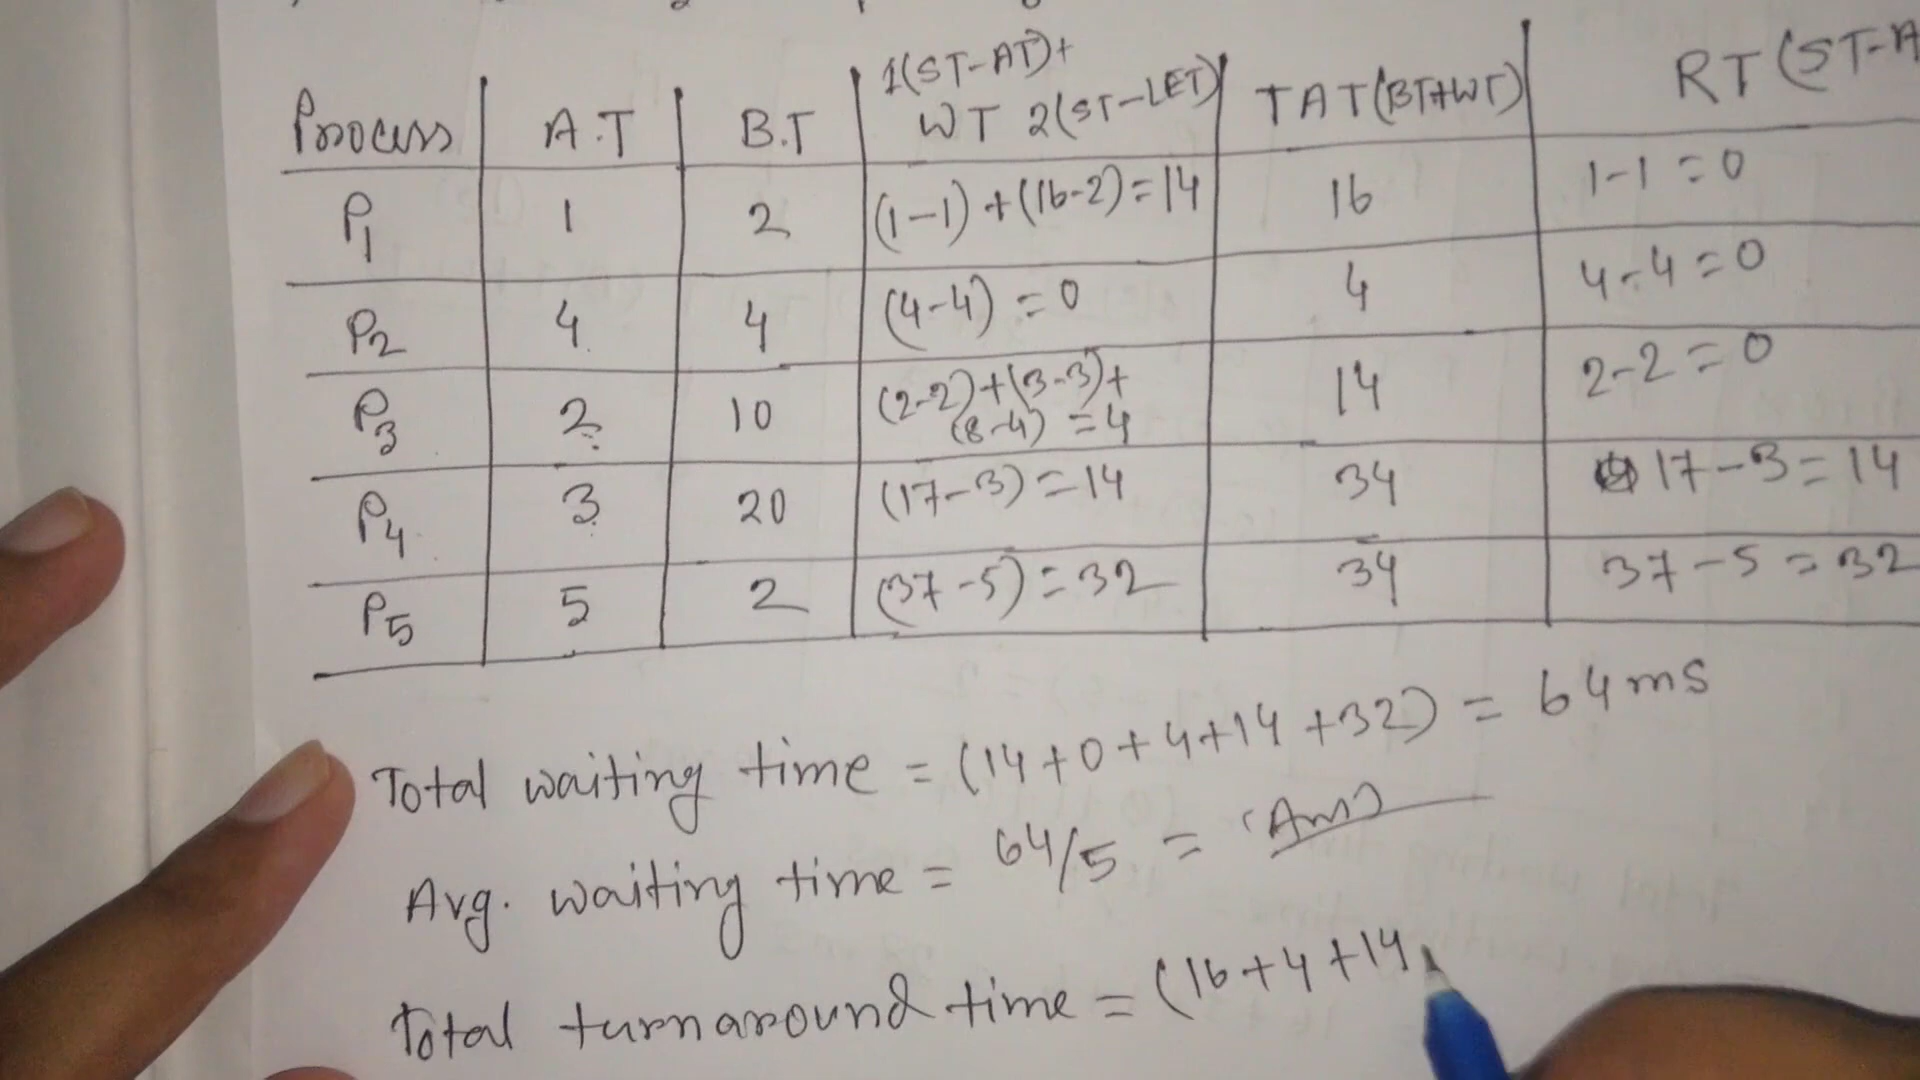 1(ST-AT)+
Process A.T B.T WT 2(ST-LET) TAT(BT+WT) RT(ST-A
P1 1 2 (1-1)+(16-2)=14 16 1-1=0
P2 4 4 (4-4)=0 4 4-4=0
P3 2 10 (2-2)+(3-3)+ 14 2-2=0
(8-4)=4
P4 3 20 (17-3)=14 34 17-3=14
P5 5 2 (37-5)=32 34 37-5=32
Total waiting time = (14+0+4+14+32) = 64ms
Avg. waiting time = 64/5 = (Ans)
Total turnaround time = (16+4+14